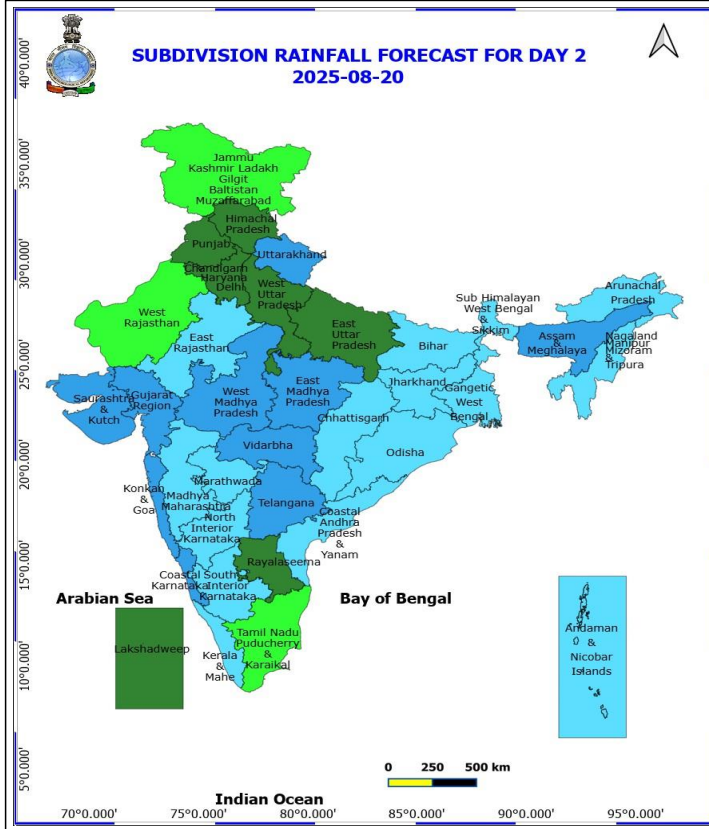 SUBDIVISION RAINFALL FORECAST FOR DAY 2
2025-08-20
40°0.000'
35°0.000'
30°0.000'
25°0.000'
20°0.000'
15°0.000'
10°0.000'
5°0.000'
Jammu
Kashmir Ladakh
Gilgit
Baltistan
Muzaffarabad
Himachal
Pradesh
Punjab
Uttarakhand
Chandigarh
Haryana
Delhi
West
Uttar
Pradesh
East
Uttar
Pradesh
West
Rajasthan
East
Rajasthan
Sub Himalayan
West Bengal
&
Sikkim
Arunachal
Pradesh
Assam
&
Meghalaya
Nagaland
Manipur
Mizoram
&
Tripura
Bihar
Jharkhand
Gangetic
West
Bengal
Saurashtra
&
Kutch
Gujarat
Region
West
Madhya
Pradesh
East
Madhya
Pradesh
Chhattisgarh
Odisha
Vidarbha
Konkan
&
Goa
Madhya
Maharashtra
Marathwada
Telangana
North
Interior
Karnataka
Coastal
Andhra
Pradesh
&
Yanam
Rayalaseema
Coastal
Karnataka
South
Interior
Karnataka
Arabian Sea
Bay of Bengal
Lakshadweep
Kerala
&
Mahe
Tamil Nadu
Puducherry
&
Karaikal
Andaman
&
Nicobar
Islands
0 250 500 km
Indian Ocean
70°0.000' 75°0.000' 80°0.000' 85°0.000' 90°0.000' 95°0.000'